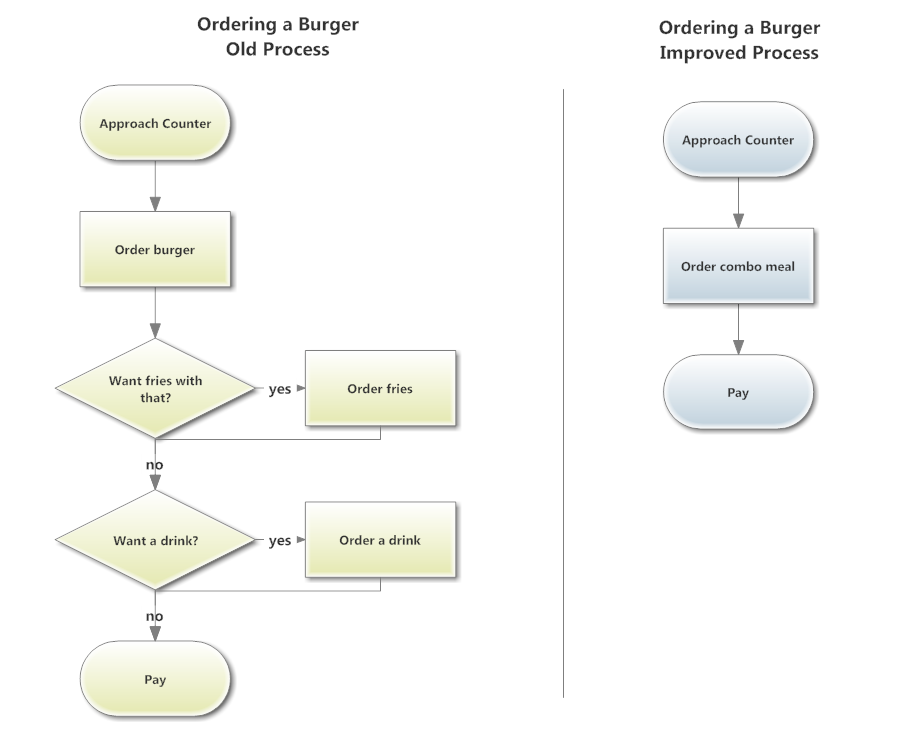 Ordering a Burger
Old Process
Approach Counter
Order burger
Want fries with
that?
yes
Order fries
no
Want a drink?
yes
Order a drink
no
Pay
Ordering a Burger
Improved Process
Approach Counter
Order combo meal
Pay